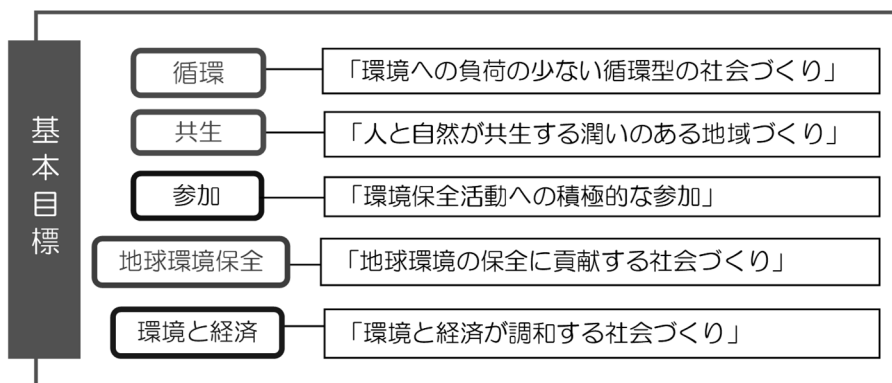 基本目標
循環
「環境への負荷の少ない循環型の社会づくり」
共生
「人と自然が共生する潤いのある地域づくり」
参加
「環境保全活動への積極的な参加」
地球環境保全
「地球環境の保全に貢献する社会づくり」
環境と経済
「環境と経済が調和する社会づくり」